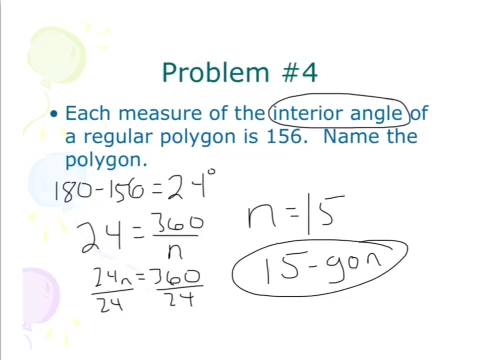 Problem #4
• Each measure of the interior angle of
a regular polygon is 156. Name the
polygon.
180-156=24°
24 = 360/n
24n/24 = 360/24
n=15
15-gon